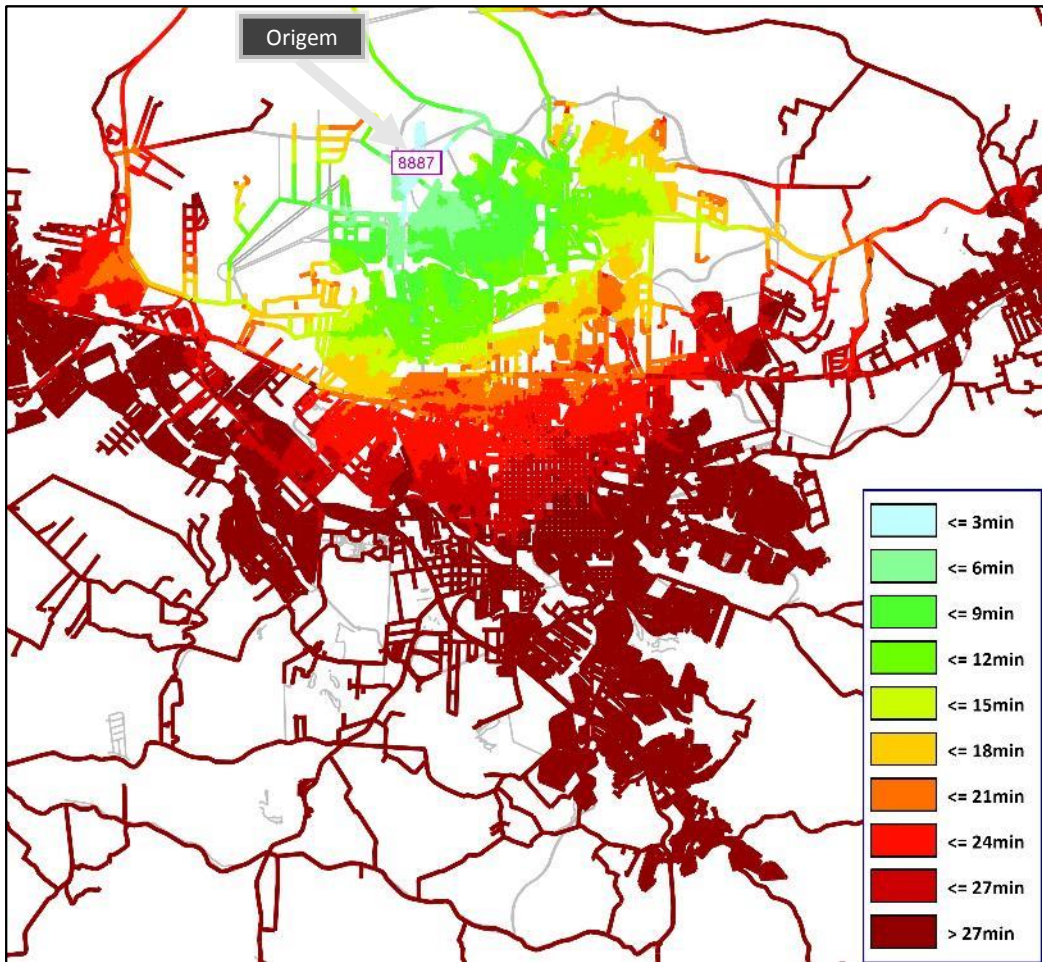 Origem
8887
<= 3min
<= 6min
<= 9min
<= 12min
<= 15min
<= 18min
<= 21min
<= 24min
<= 27min
> 27min